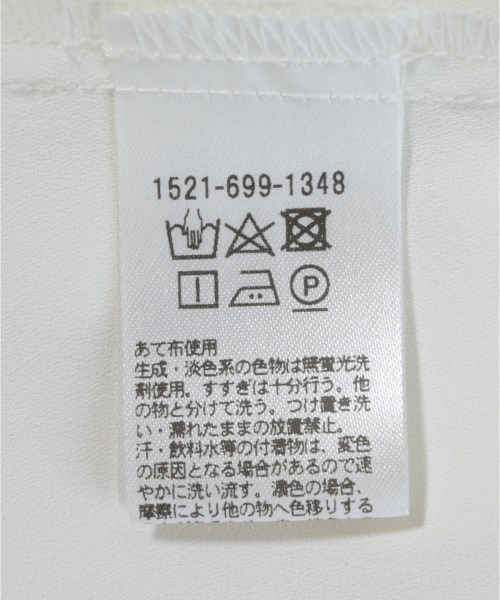 1521-699-1348
P
あて布使用
生成・淡色系の色物は無蛍光洗
剤使用。すすぎは十分行う。他
の物と分けて洗う。つけ置き洗
い・濡れたままの放置禁止。
汗・飲料水等の付着物は、変色
の原因となる場合があるので速
やかに洗い流す。濃色の場合、
摩擦により他の物へ色移りする